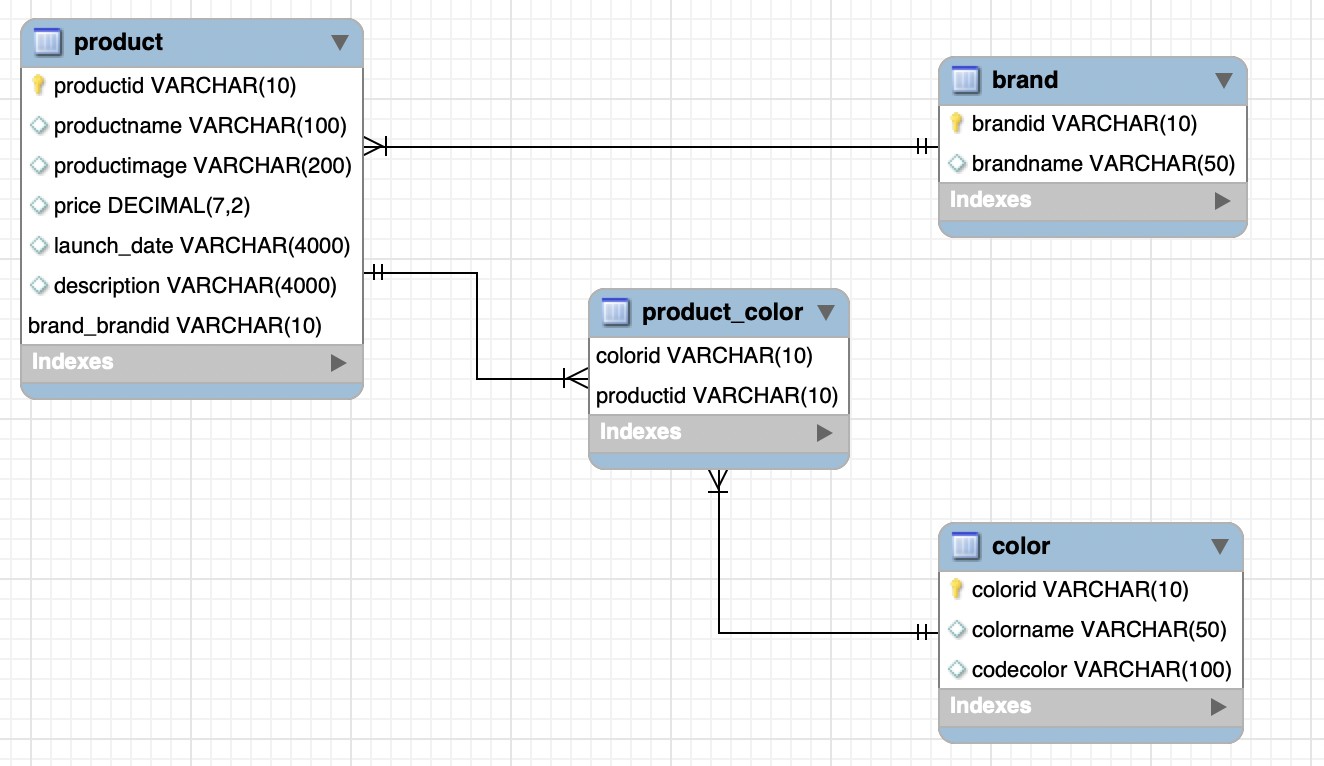 product
productid VARCHAR(10)
productname VARCHAR(100)
productimage VARCHAR(200)
price DECIMAL(7,2)
launch_date VARCHAR(4000)
description VARCHAR(4000)
brand_brandid VARCHAR(10)
Indexes
brand
brandid VARCHAR(10)
brandname VARCHAR(50)
Indexes
product_color
colorid VARCHAR(10)
productid VARCHAR(10)
Indexes
color
colorid VARCHAR(10)
colorname VARCHAR(50)
codecolor VARCHAR(100)
Indexes